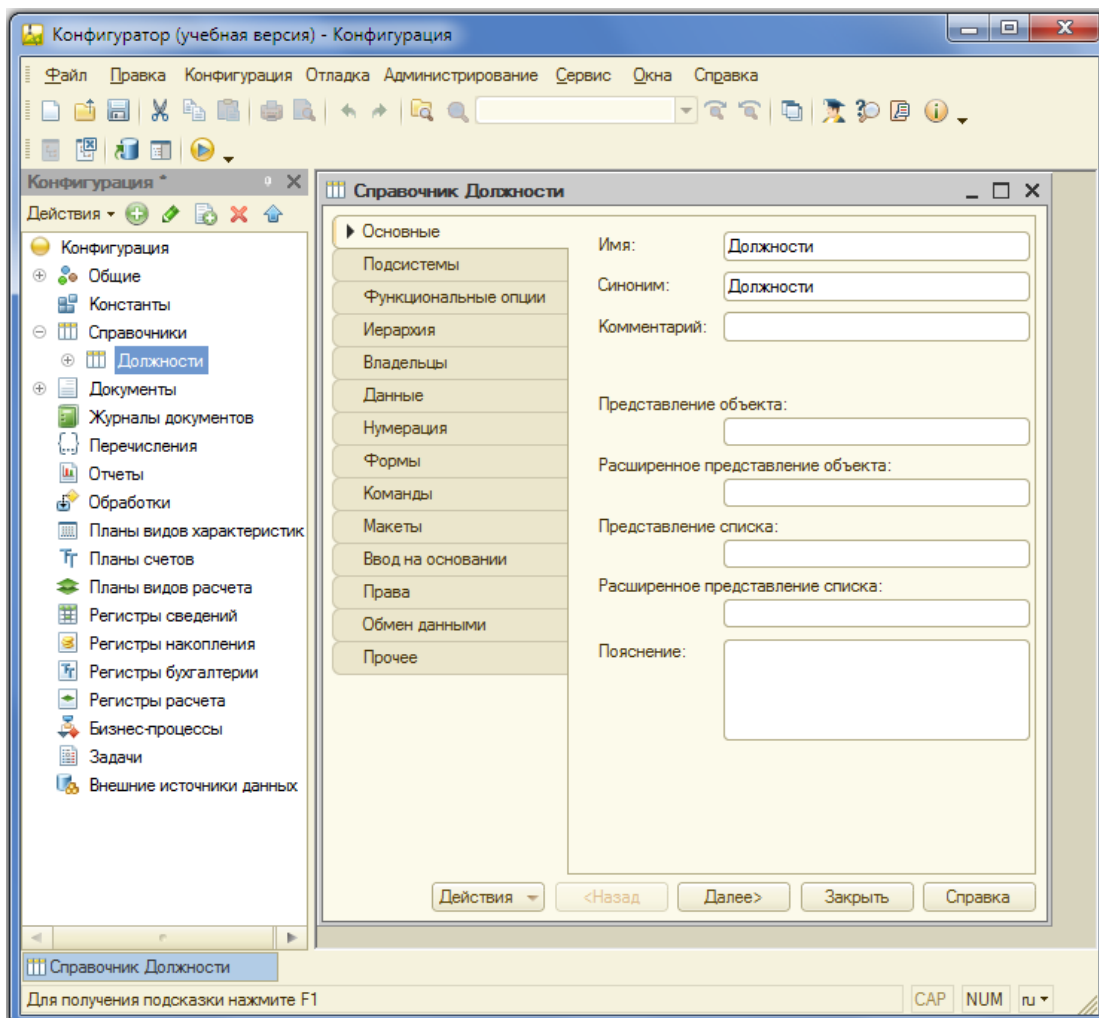 Конфигуратор (учебная версия) - Конфигурация
Файл Правка Конфигурация Отладка Администрирование Сервис Окна Справка
Конфигурация *
Действия
Конфигурация
Общие
Константы
Справочники
Должности
Документы
Журналы документов
Перечисления
Отчеты
Обработки
Планы видов характеристик
Планы счетов
Планы видов расчета
Регистры сведений
Регистры накопления
Регистры бухгалтерии
Регистры расчета
Бизнес-процессы
Задачи
Внешние источники данных
Справочник Должности
Основные
Подсистемы
Функциональные опции
Иерархия
Владельцы
Данные
Нумерация
Формы
Команды
Макеты
Ввод на основании
Права
Обмен данными
Прочее
Имя: Должности
Синоним: Должности
Комментарий:
Представление объекта:
Расширенное представление объекта:
Представление списка:
Расширенное представление списка:
Пояснение:
Действия <Назад Далее> Закрыть Справка
Справочник Должности
Для получения подсказки нажмите F1 CAP NUM ru